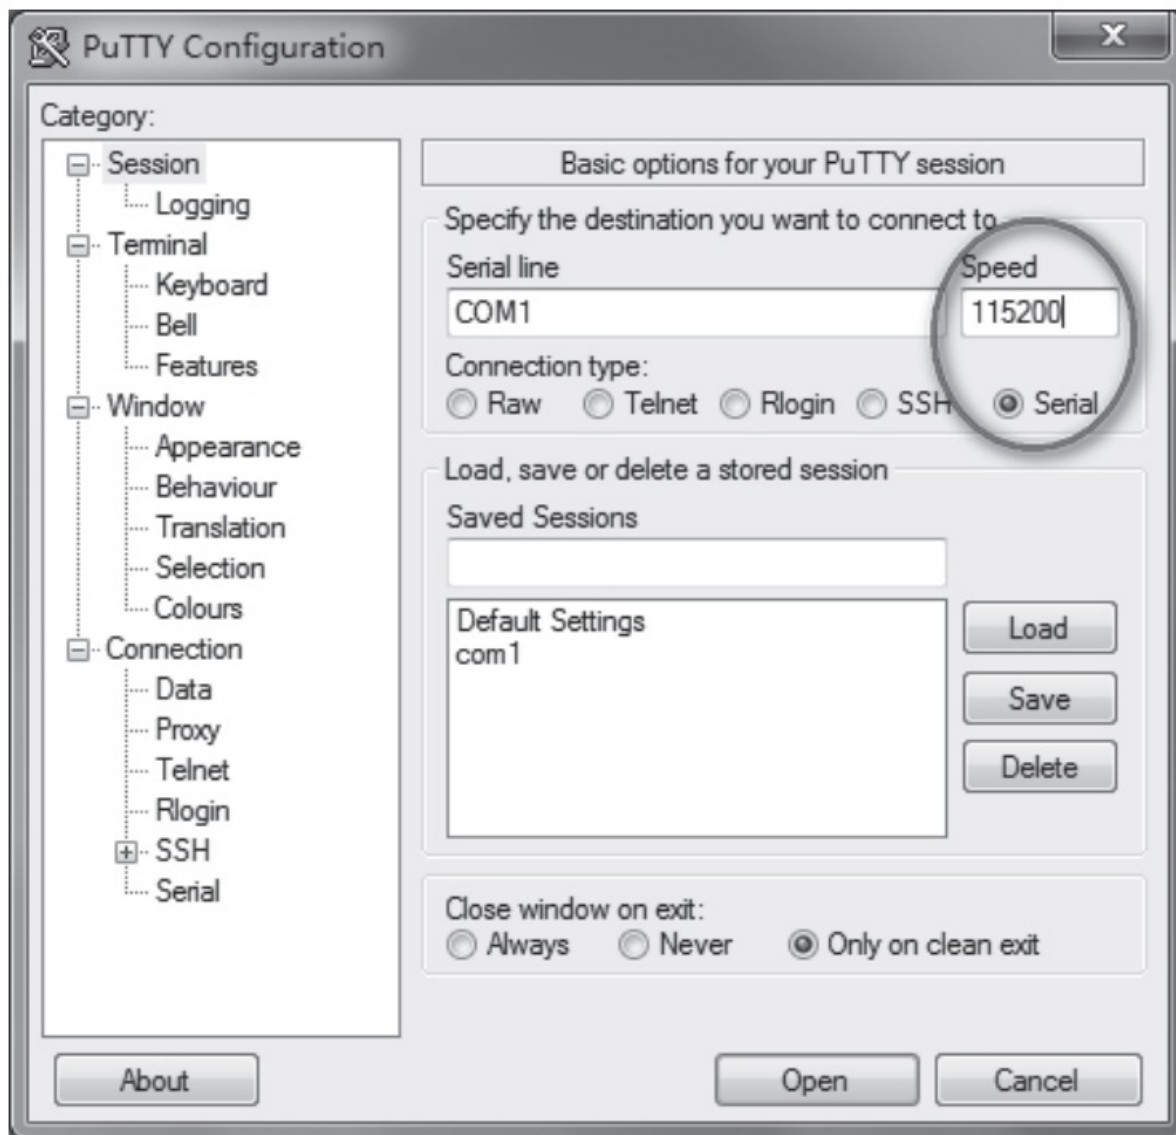 PuTTY Configuration
x
Category:
Session
Logging
Terminal
Keyboard
Bell
Features
Window
Appearance
Behaviour
Translation
Selection
Colours
Connection
Data
Proxy
Telnet
Rlogin
SSH
Serial
Basic options for your PuTTY session
Specify the destination you want to connect to
Serial line Speed
COM1 115200
Connection type:
Raw Telnet Rlogin SSH Serial
Load, save or delete a stored session
Saved Sessions
Default Settings
com1
Load
Save
Delete
Close window on exit:
Always Never Only on clean exit
About Open Cancel